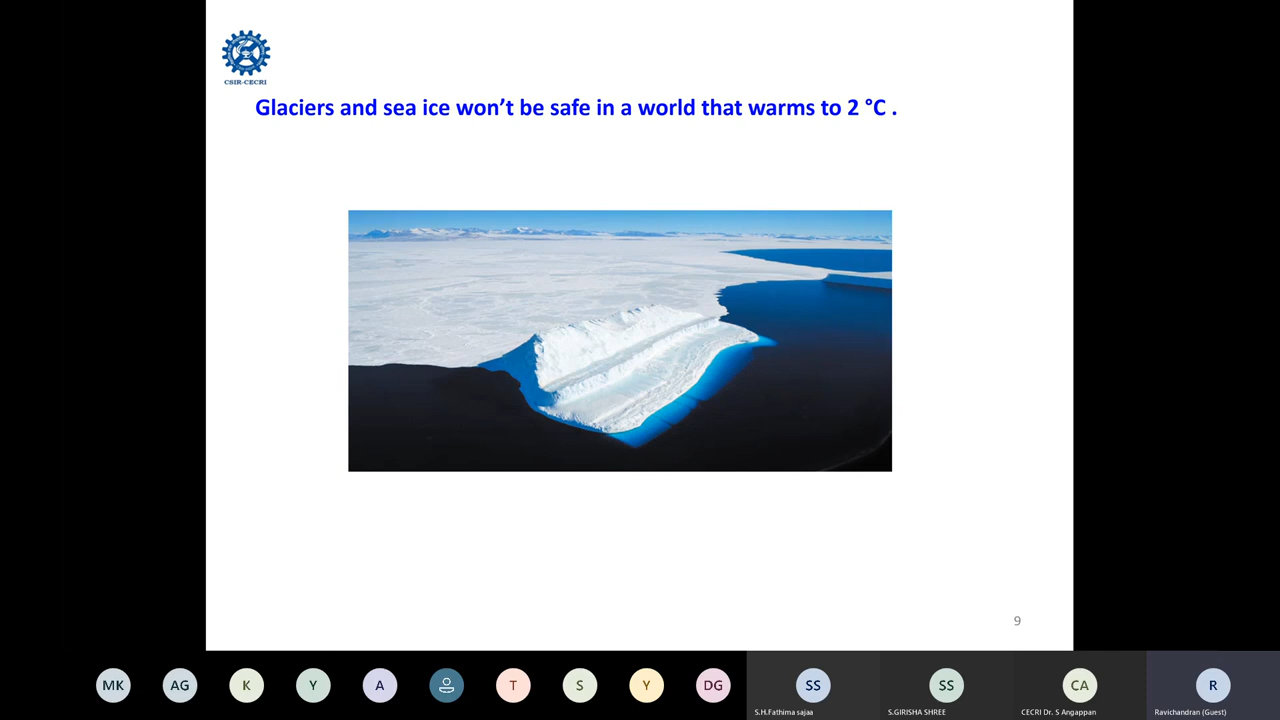 CSIR-CECRI
Glaciers and sea ice won’t be safe in a world that warms to 2 °C .
9
MK
AG
K
Y
A
T
S
Y
DG
SS
SS
CA
R
S.H.Fathima sajaa
S.GIRISHA SHREE
CECRI Dr. S Angappan
Ravichandran (Guest)